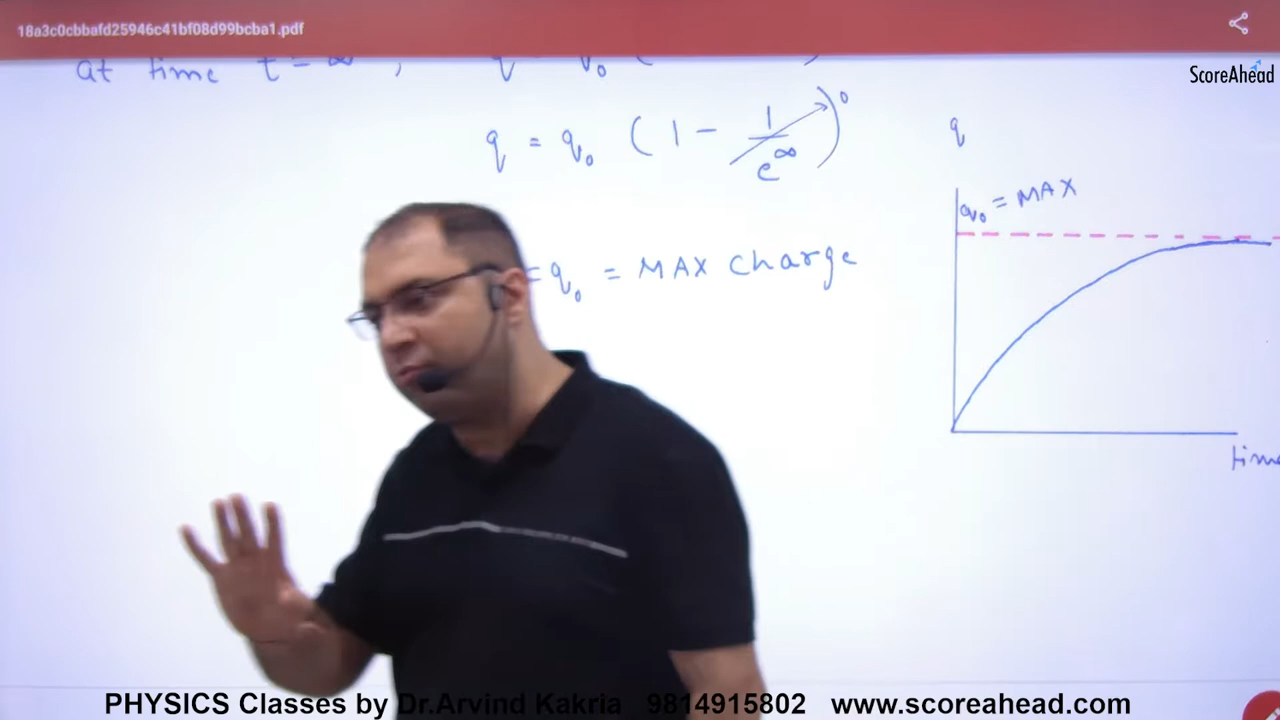 18a3c0cbbafd25946c41bf08d99bcba1.pdf
ScoreAhead
at time t = ∞ ,
q = q₀ ( 1 - 1/e^∞ )⁰
q
q₀ = MAX
= q₀ = MAX charge
time
PHYSICS Classes by Dr.Arvind Kakria 9814915802 www.scoreahead.com